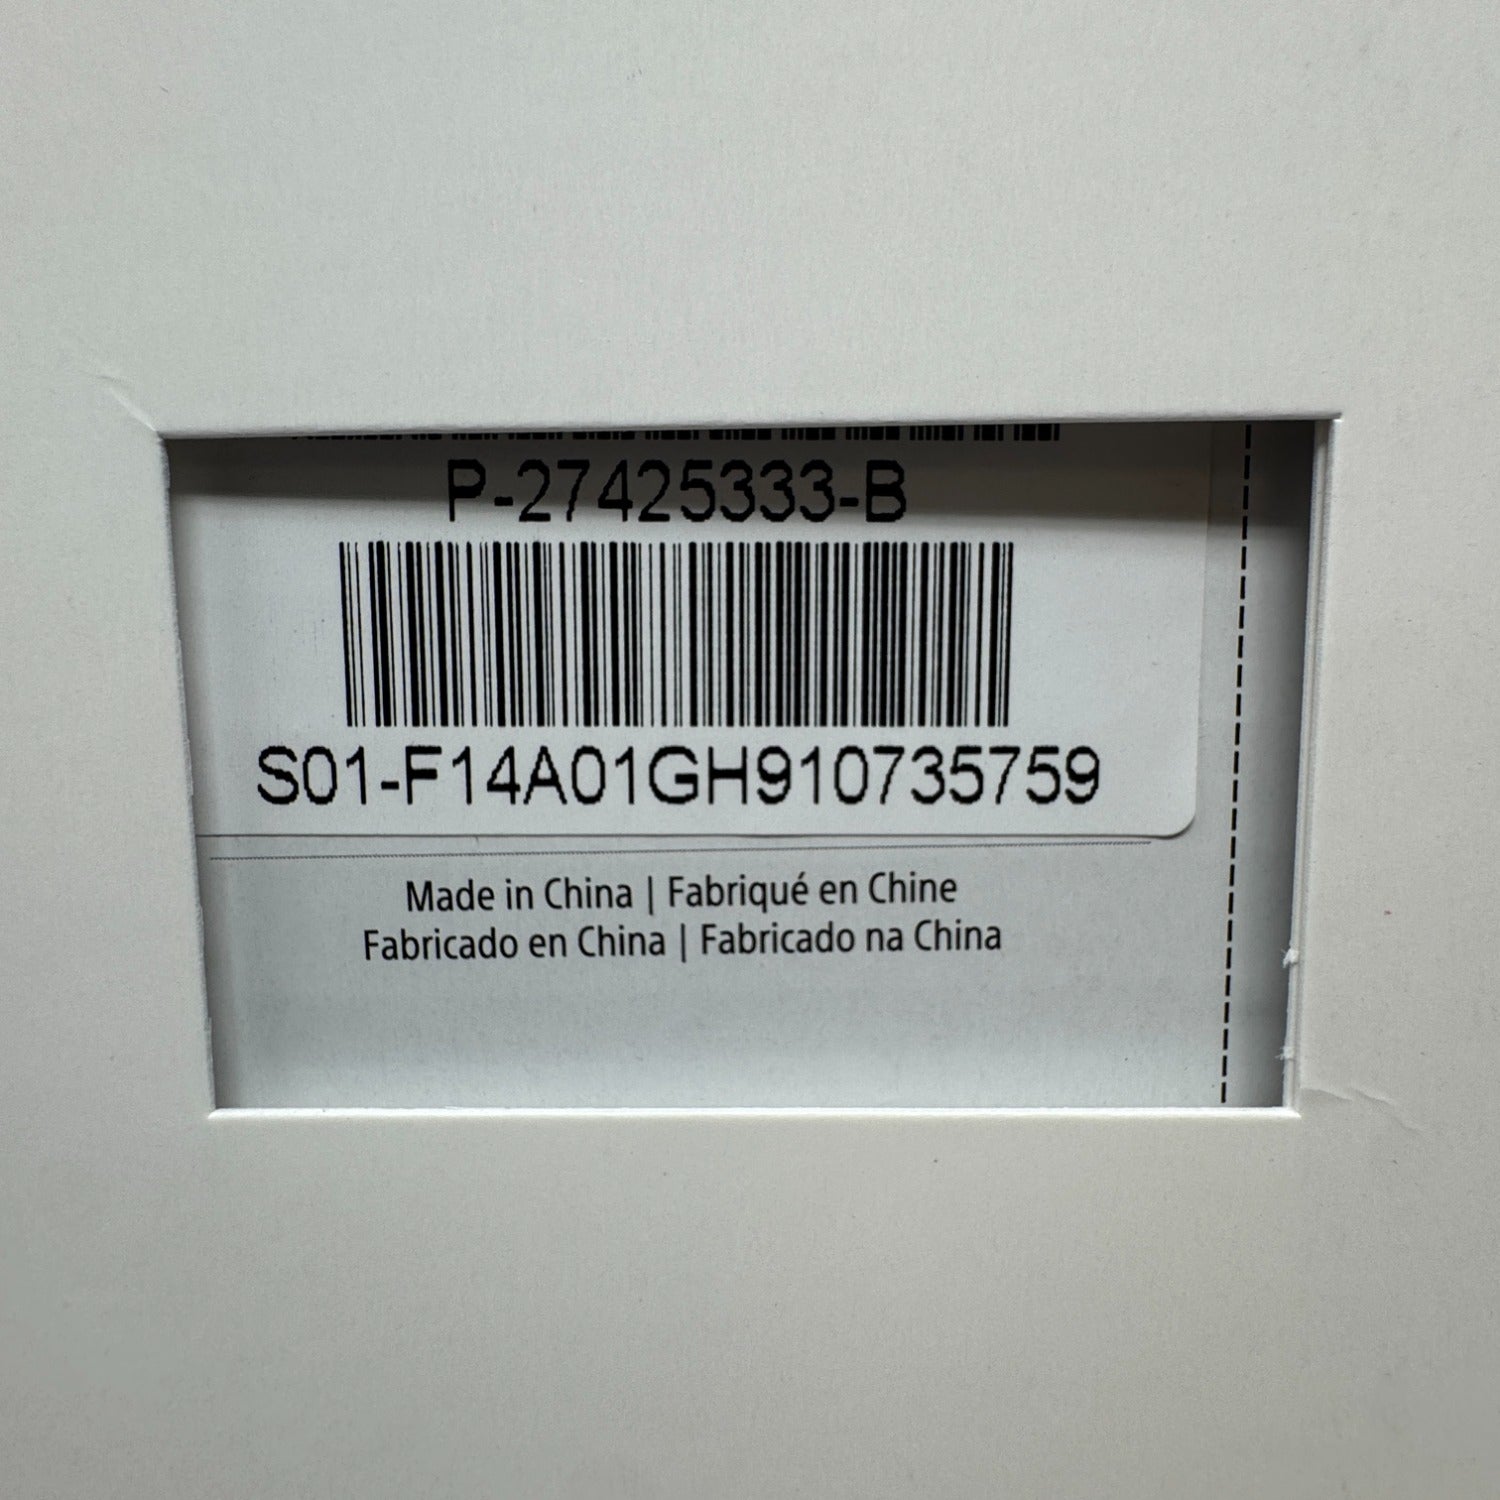 P-27425333-B
S01-F14A01GH910735759
Made in China | Fabriqué en Chine
Fabricado en China | Fabricado na China